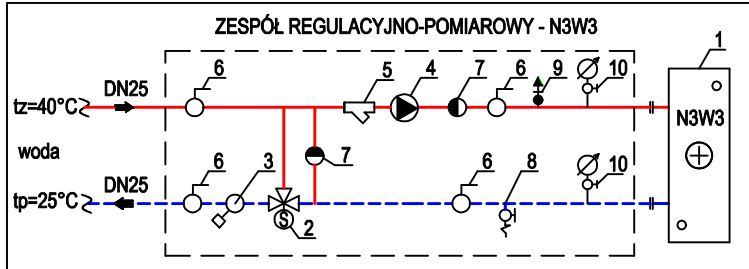 ZESPÓŁ REGULACYJNO-POMIAROWY - N3W3
1
DN25 6 5 4 7 6 9 10
tz=40°C
N3W3
woda
7
6 3 6 8 10
DN25
tp=25°C
S 2